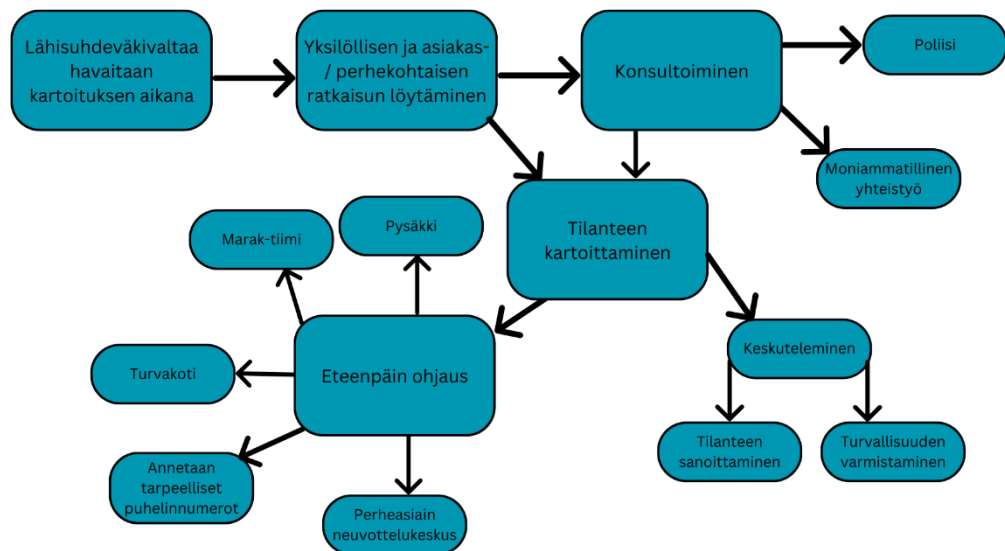 Lähisuhdeväkivaltaa
havaitaan
kartoituksen aikana
Yksilöllisen ja asiakas-
/ perhekohtaisen
ratkaisun löytäminen
Konsultoiminen
Poliisi
Moniammatillinen
yhteistyö
Tilanteen
kartoittaminen
Marak-tiimi
Pysäkki
Eteenpäin ohjaus
Turvakoti
Annetaan
tarpeelliset
puhelinnumerot
Perheasiain
neuvottelukeskus
Keskuteleminen
Tilanteen
sanoittaminen
Turvallisuuden
varmistaminen